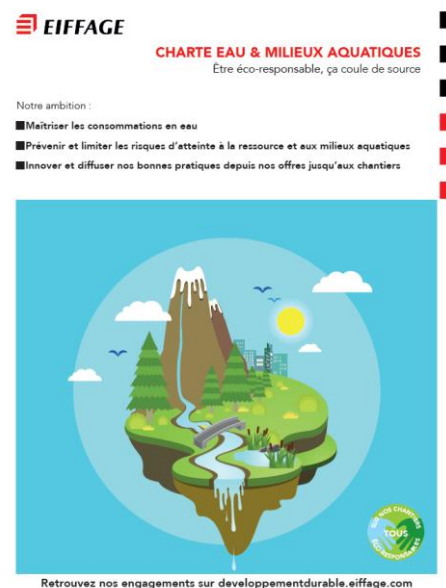 EIFFAGE
CHARTE EAU & MILIEUX AQUATIQUES
Être éco-responsable, ça coule de source
Notre ambition :
Maîtriser les consommations en eau
Prévenir et limiter les risques d'atteinte à la ressource et aux milieux aquatiques
Innover et diffuser nos bonnes pratiques depuis nos offres jusqu'aux chantiers
SUR NOS CHANTIERS
TOUS
ÉCO-RESPONSABLES
Retrouvez nos engagements sur developpementdurable.eiffage.com